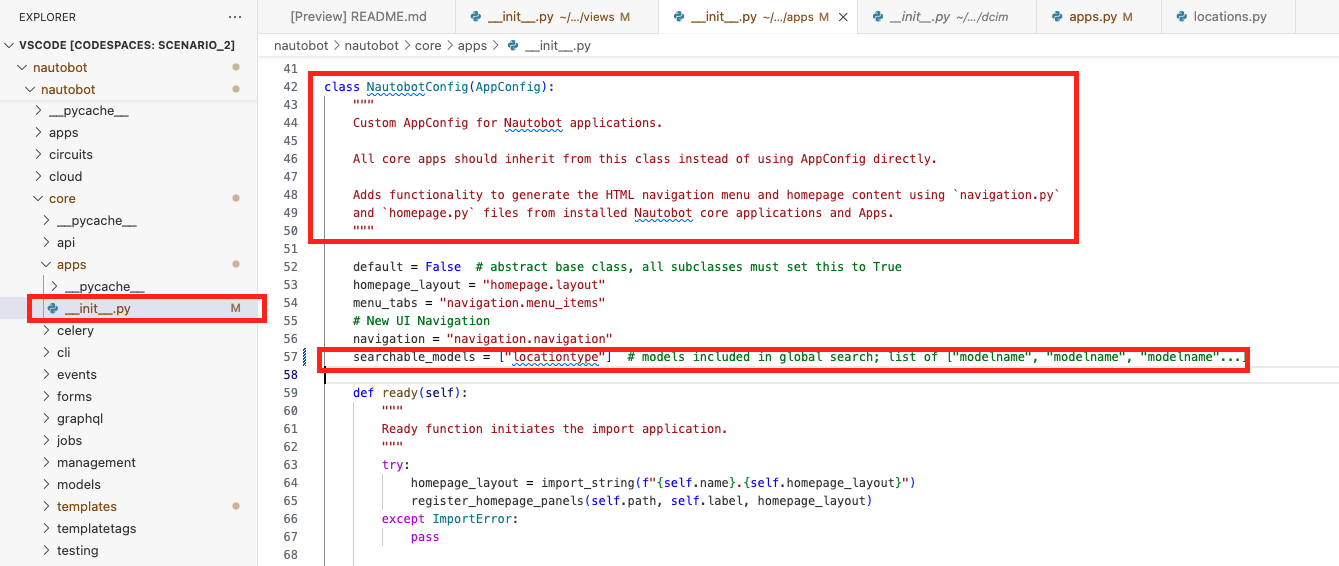 EXPLORER ...
[Preview] README.md
__init__.py ~/.../views M
__init__.py ~/.../apps M
__init__.py ~/.../dcim
apps.py M
locations.py
VSCODE [CODESPACES: SCENARIO_2]
nautobot
nautobot
__pycache__
apps
circuits
cloud
core
__pycache__
api
apps
__pycache__
__init__.py M
celery
cli
events
forms
graphql
jobs
management
models
templates
templatetags
testing
nautobot > nautobot > core > apps > __init__.py
41
42 class NautobotConfig(AppConfig):
43 """
44 Custom AppConfig for Nautobot applications.
45
46 All core apps should inherit from this class instead of using AppConfig directly.
47
48 Adds functionality to generate the HTML navigation menu and homepage content using `navigation.py`
49 and `homepage.py` files from installed Nautobot core applications and Apps.
50 """
51
52 default = False # abstract base class, all subclasses must set this to True
53 homepage_layout = "homepage.layout"
54 menu_tabs = "navigation.menu_items"
55 # New UI Navigation
56 navigation = "navigation.navigation"
57 searchable_models = ["locationtype"] # models included in global search; list of ["modelname", "modelname", "modelname"...]
58
59 def ready(self):
60 """
61 Ready function initiates the import application.
62 """
63 try:
64 homepage_layout = import_string(f"{self.name}.{self.homepage_layout}")
65 register_homepage_panels(self.path, self.label, homepage_layout)
66 except ImportError:
67 pass
68